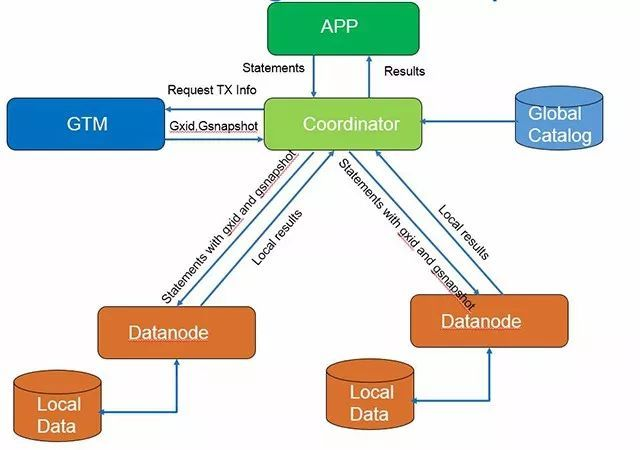 APP
Statements
Results
Request TX Info
GTM
Gxid.Gsnapshot
Coordinator
Global
Catalog
Statements with gxid and gsnapshot
Local results
Statements with gxid and gsnapshot
Local results
Datanode
Datanode
Local
Data
Local
Data